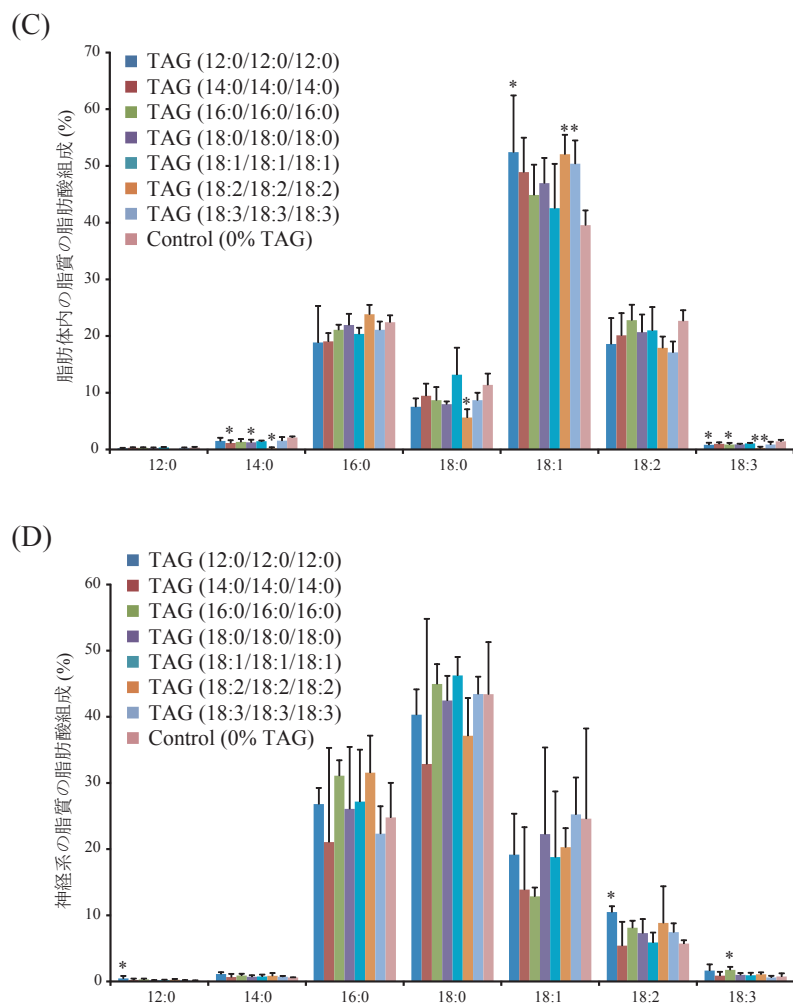 (C)
70
60
50
40
30
20
10
0
脂肪体内の脂質の脂肪酸組成 (%)
TAG (12:0/12:0/12:0)
TAG (14:0/14:0/14:0)
TAG (16:0/16:0/16:0)
TAG (18:0/18:0/18:0)
TAG (18:1/18:1/18:1)
TAG (18:2/18:2/18:2)
TAG (18:3/18:3/18:3)
Control (0% TAG)
* * *
*
* **
* * **
12:0 14:0 16:0 18:0 18:1 18:2 18:3
(D)
60
50
40
30
20
10
0
神経系の脂質の脂肪酸組成 (%)
TAG (12:0/12:0/12:0)
TAG (14:0/14:0/14:0)
TAG (16:0/16:0/16:0)
TAG (18:0/18:0/18:0)
TAG (18:1/18:1/18:1)
TAG (18:2/18:2/18:2)
TAG (18:3/18:3/18:3)
Control (0% TAG)
*
*
*
12:0 14:0 16:0 18:0 18:1 18:2 18:3